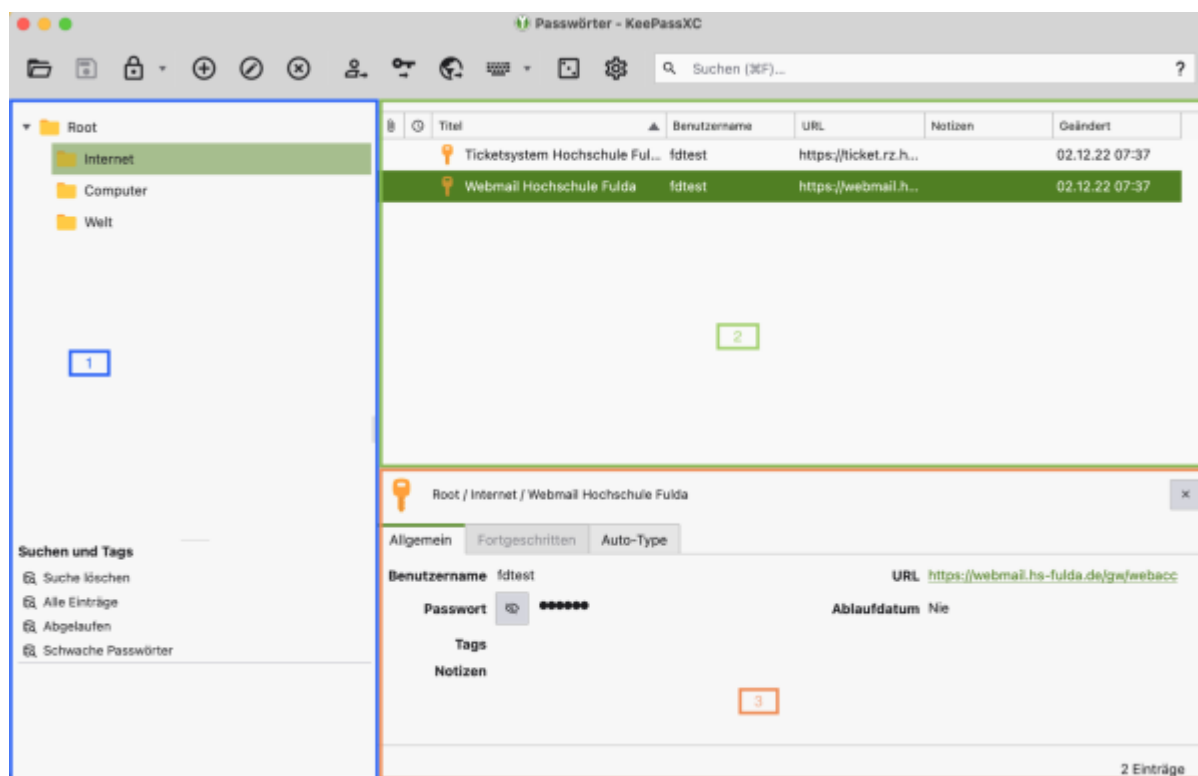 Passwörter - KeePassXC
Suchen (⌘F)... ?
Root
Internet
Computer
Welt
1
Suchen und Tags
Suche löschen
Alle Einträge
Abgelaufen
Schwache Passwörter
Titel Benutzername URL Notizen Geändert
Ticketsystem Hochschule Ful... fdtest https://ticket.rz.h... 02.12.22 07:37
Webmail Hochschule Fulda fdtest https://webmail.h... 02.12.22 07:37
2
Root / Internet / Webmail Hochschule Fulda
Allgemein Fortgeschritten Auto-Type
Benutzername fdtest URL https://webmail.hs-fulda.de/gw/webacc
Passwort ●●●●●● Ablaufdatum Nie
Tags
Notizen
3
2 Einträge